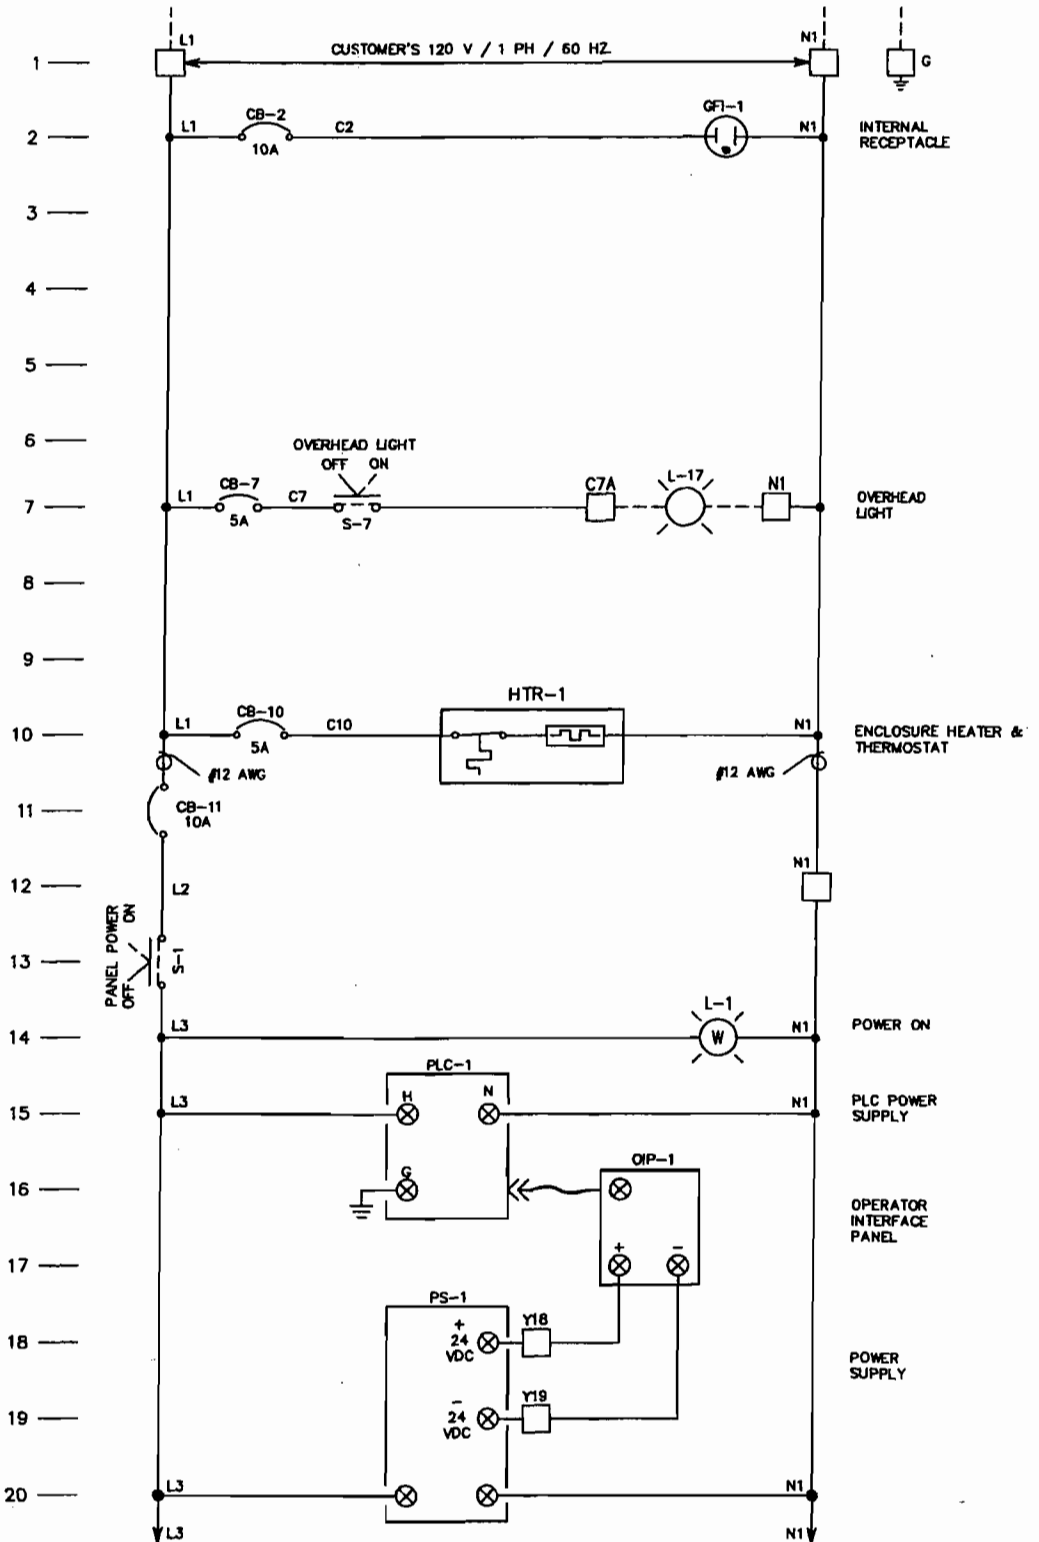 L1 CUSTOMER'S 120 V / 1 PH / 60 HZ N1
1 G
CB-2 GFI-1
2 L1 C2 N1 INTERNAL
10A RECEPTACLE
3
4
5
6
OVERHEAD LIGHT
OFF ON
CB-7 C7A L-17 N1
7 L1 C7 OVERHEAD
5A S-7 LIGHT
8
9
HTR-1
CB-10
10 L1 C10 N1 ENCLOSURE HEATER &
5A THERMOSTAT
#12 AWG #12 AWG
11 CB-11
10A
N1
12 L2
PANEL POWER
OFF ON
13 S-1
L-1
14 L3 W N1 POWER ON
PLC-1
H N
15 L3 N1 PLC POWER
SUPPLY
OIP-1
G
16 OPERATOR
INTERFACE
PANEL
17 + -
PS-1
+ Y18
18 24
VDC POWER
SUPPLY
- Y19
19 24
VDC
20 L3 N1
L3 N1